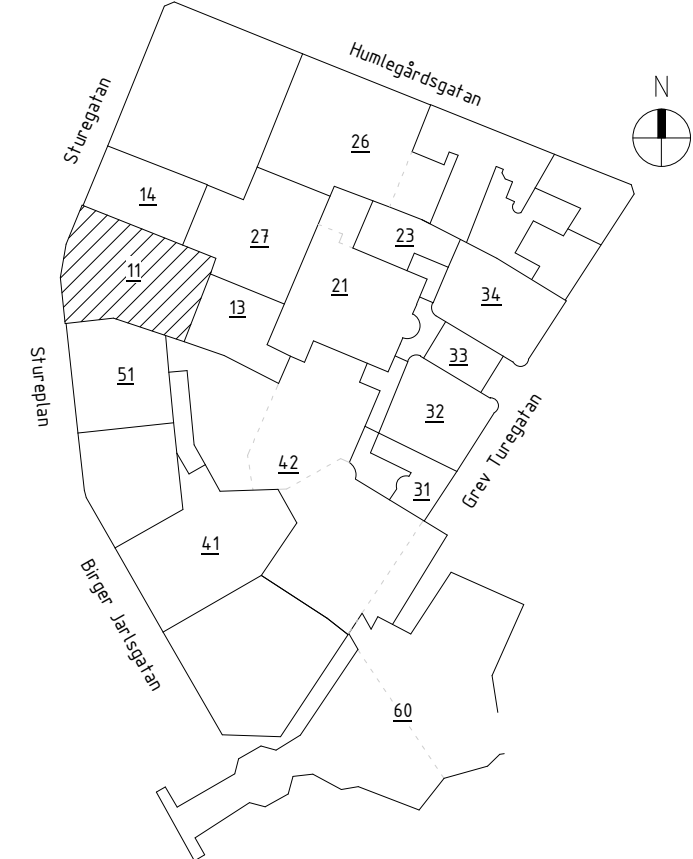 Humlegårdsgatan
N
Sturegatan
26
14
27
23
11
21
34
13
33
Stureplan
51
32
Grev Turegatan
42
31
41
Birger Jarlsgatan
60